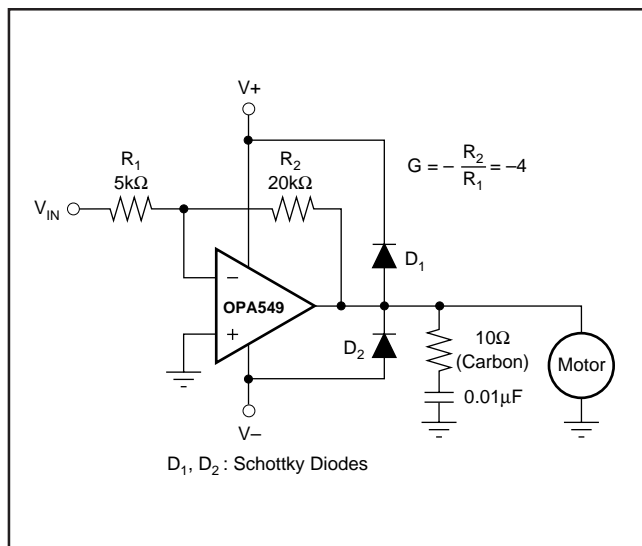 V+
R1
5kΩ
R2
20kΩ
G = – R2 / R1 = –4
VIN
D1
–
OPA549
+
D2
10Ω
(Carbon)
Motor
0.01µF
V–
D1, D2 : Schottky Diodes